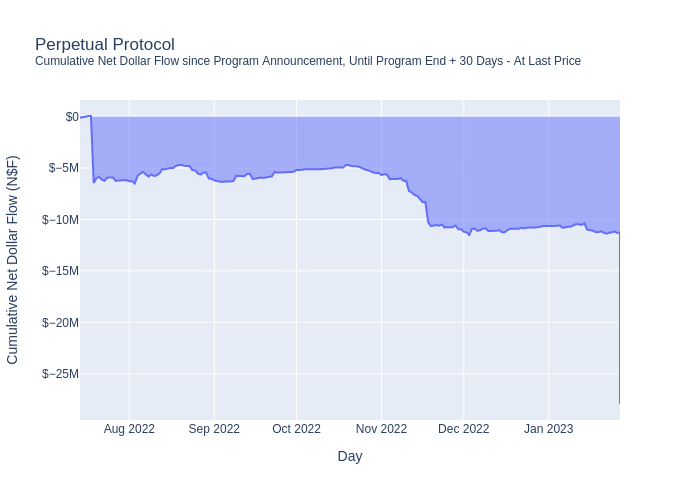 Perpetual Protocol
Cumulative Net Dollar Flow since Program Announcement, Until Program End + 30 Days - At Last Price
Cumulative Net Dollar Flow (N$F)
$0
$−5M
$−10M
$−15M
$−20M
$−25M
Aug 2022
Sep 2022
Oct 2022
Nov 2022
Dec 2022
Jan 2023
Day